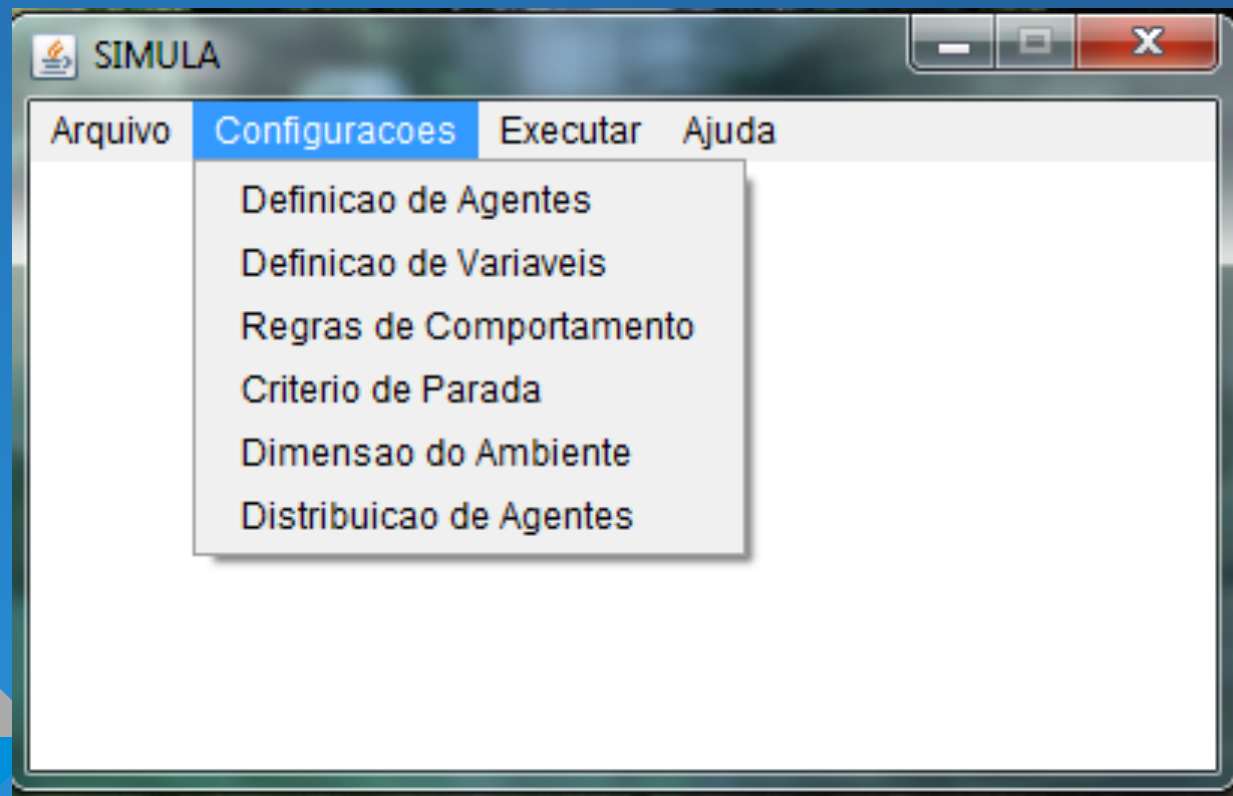 SIMULA
Arquivo Configuracoes Executar Ajuda
Definicao de Agentes
Definicao de Variaveis
Regras de Comportamento
Criterio de Parada
Dimensao do Ambiente
Distribuicao de Agentes